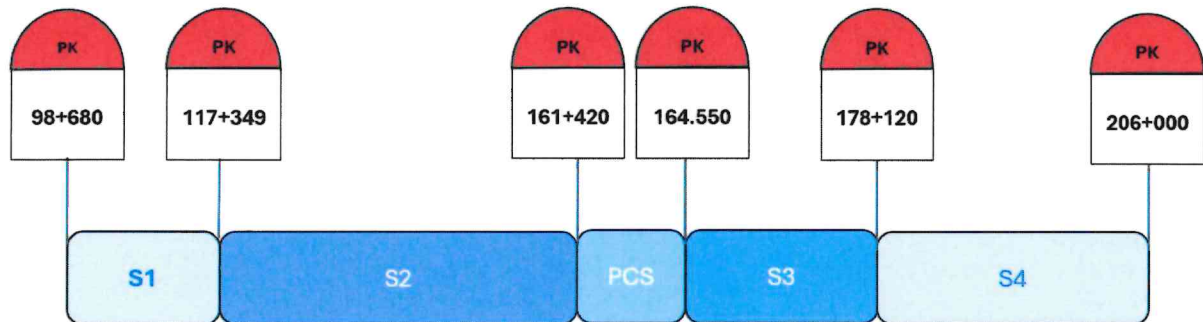 PK PK PK PK PK PK
98+680 117+349 161+420 164.550 178+120 206+000
S1 S2 PCS S3 S4